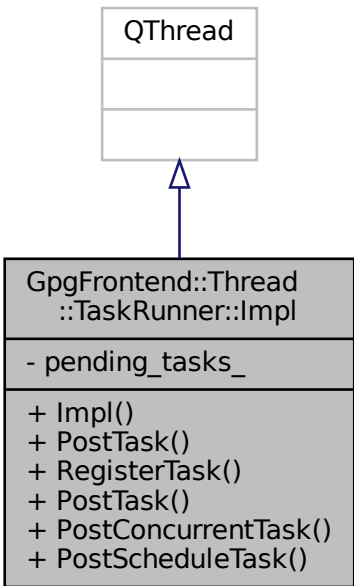 QThread
GpgFrontend::Thread
::TaskRunner::Impl
- pending_tasks_
+ Impl()
+ PostTask()
+ RegisterTask()
+ PostTask()
+ PostConcurrentTask()
+ PostScheduleTask()